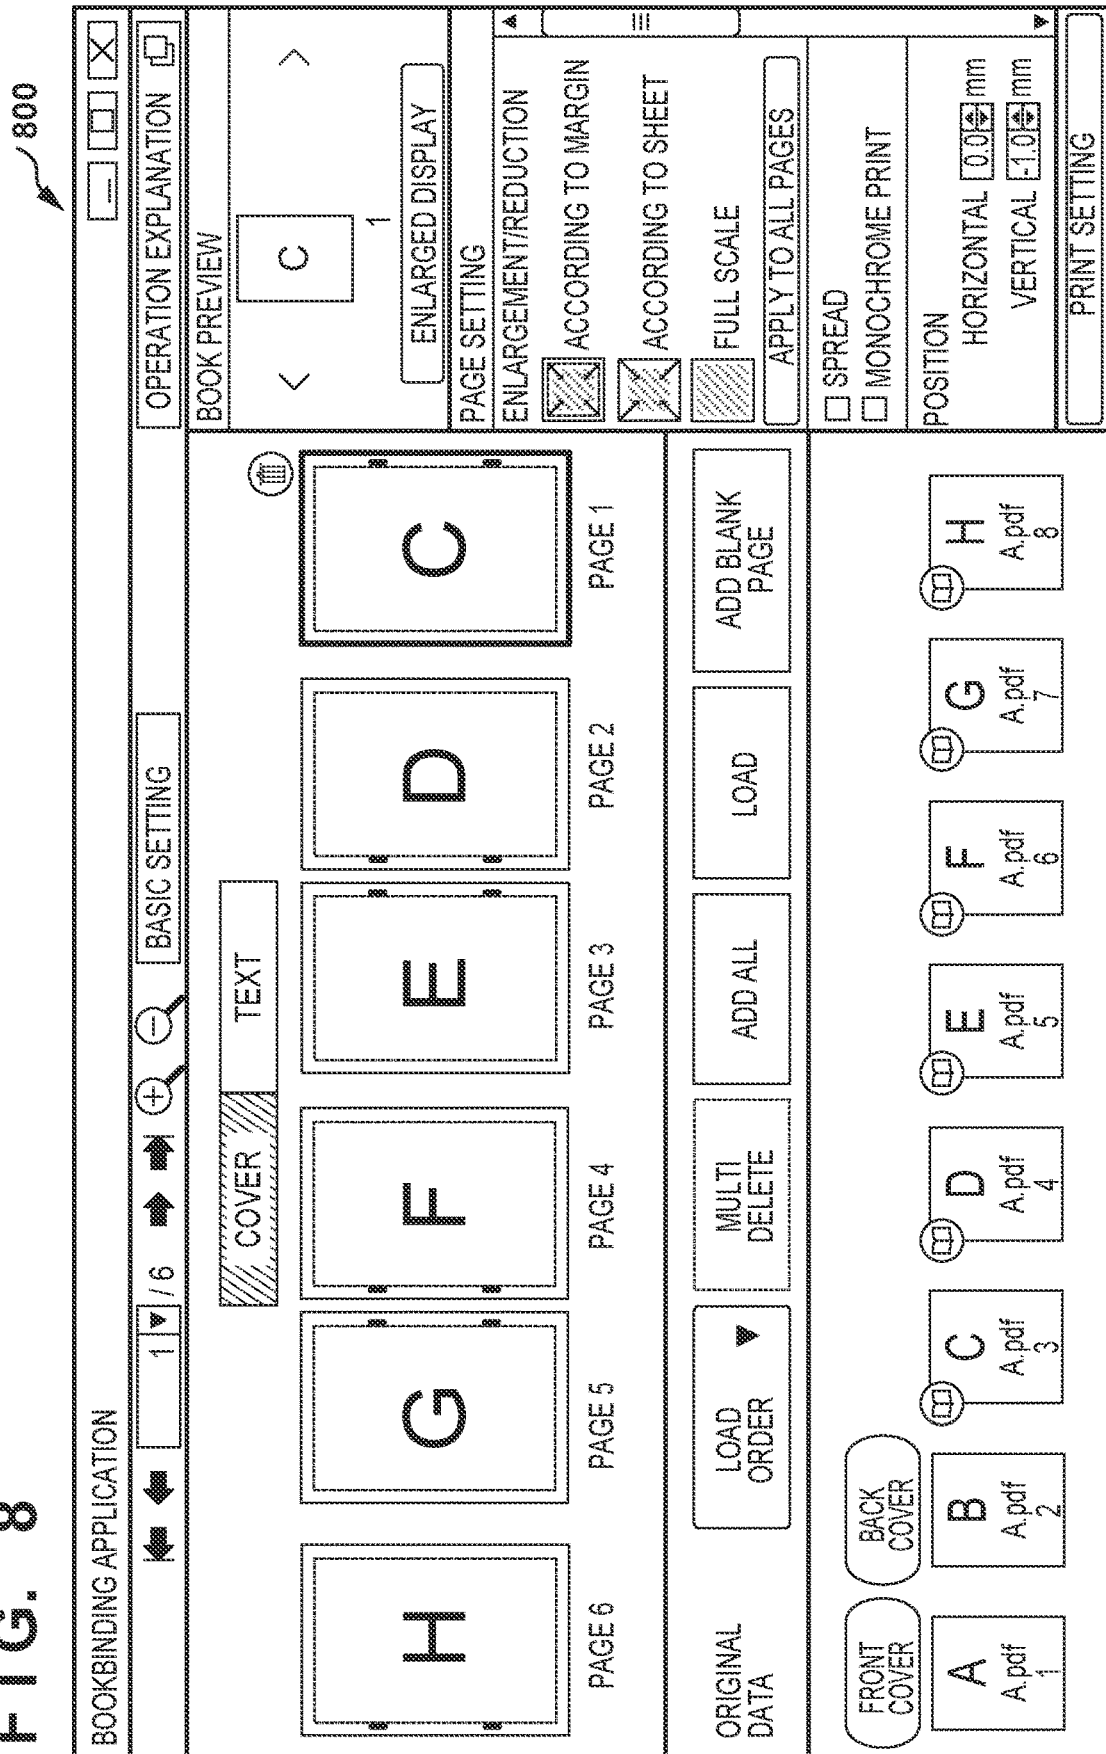 FIG. 8
800
BOOKBINDING APPLICATION
1 ▼ / 6
BASIC SETTING
OPERATION EXPLANATION
COVER
TEXT
H
G
F
E
D
C
PAGE 6
PAGE 5
PAGE 4
PAGE 3
PAGE 2
PAGE 1
BOOK PREVIEW
<
C
>
1
ENLARGED DISPLAY
PAGE SETTING
ENLARGEMENT/REDUCTION
ACCORDING TO MARGIN
ACCORDING TO SHEET
FULL SCALE
APPLY TO ALL PAGES
SPREAD
MONOCHROME PRINT
POSITION
HORIZONTAL 0.0 mm
VERTICAL -1.0 mm
PRINT SETTING
ORIGINAL
DATA
LOAD
ORDER ▼
MULTI
DELETE
ADD ALL
LOAD
ADD BLANK
PAGE
FRONT
COVER
BACK
COVER
A
A.pdf
1
B
A.pdf
2
C
A.pdf
3
D
A.pdf
4
E
A.pdf
5
F
A.pdf
6
G
A.pdf
7
H
A.pdf
8